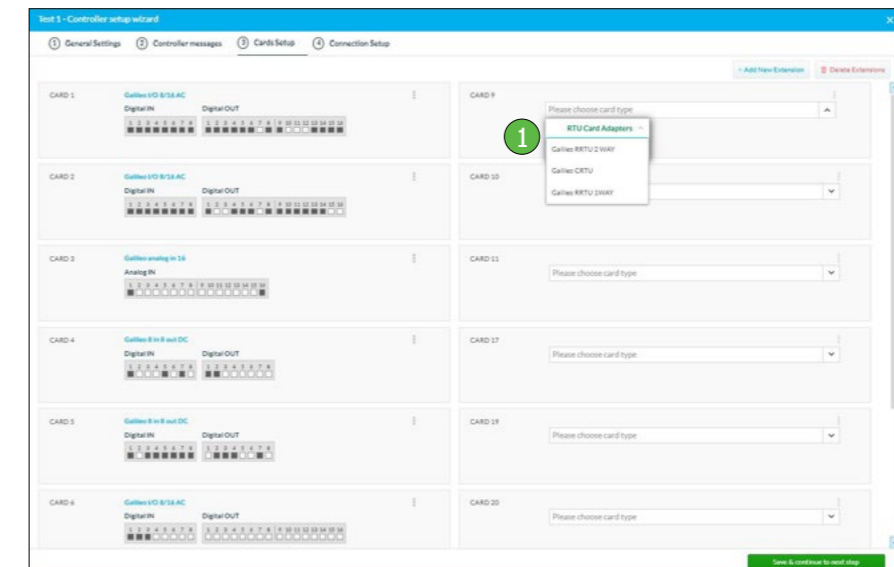 Test 1 - Controller setup wizard
1 General Settings 2 Controller messages 3 Cards Setup 4 Connection Setup
+ Add New Extension Delete Extensions
CARD 1 Galileo I/O 8/16 AC
Digital IN Digital OUT
1 2 3 4 5 6 7 8 1 2 3 4 5 6 7 8 9 10 11 12 13 14 15 16
CARD 9
Please choose card type
1
RTU Card Adapters
Galileo RRTU 2 WAY
Galileo CRTU
Galileo RRTU 1WAY
CARD 2 Galileo I/O 8/16 AC
Digital IN Digital OUT
1 2 3 4 5 6 7 8 1 2 3 4 5 6 7 8 9 10 11 12 13 14 15 16
CARD 10
CARD 3 Galileo analog in 16
Analog IN
1 2 3 4 5 6 7 8 9 10 11 12 13 14 15 16
CARD 11
Please choose card type
CARD 4 Galileo 8 in 8 out DC
Digital IN Digital OUT
1 2 3 4 5 6 7 8 1 2 3 4 5 6 7 8
CARD 17
Please choose card type
CARD 5 Galileo 8 in 8 out DC
Digital IN Digital OUT
1 2 3 4 5 6 7 8 1 2 3 4 5 6 7 8
CARD 19
Please choose card type
CARD 6 Galileo I/O 8/16 AC
Digital IN Digital OUT
1 2 3 4 5 6 7 8 1 2 3 4 5 6 7 8 9 10 11 12 13 14 15 16
CARD 20
Please choose card type
Save & continue to next step